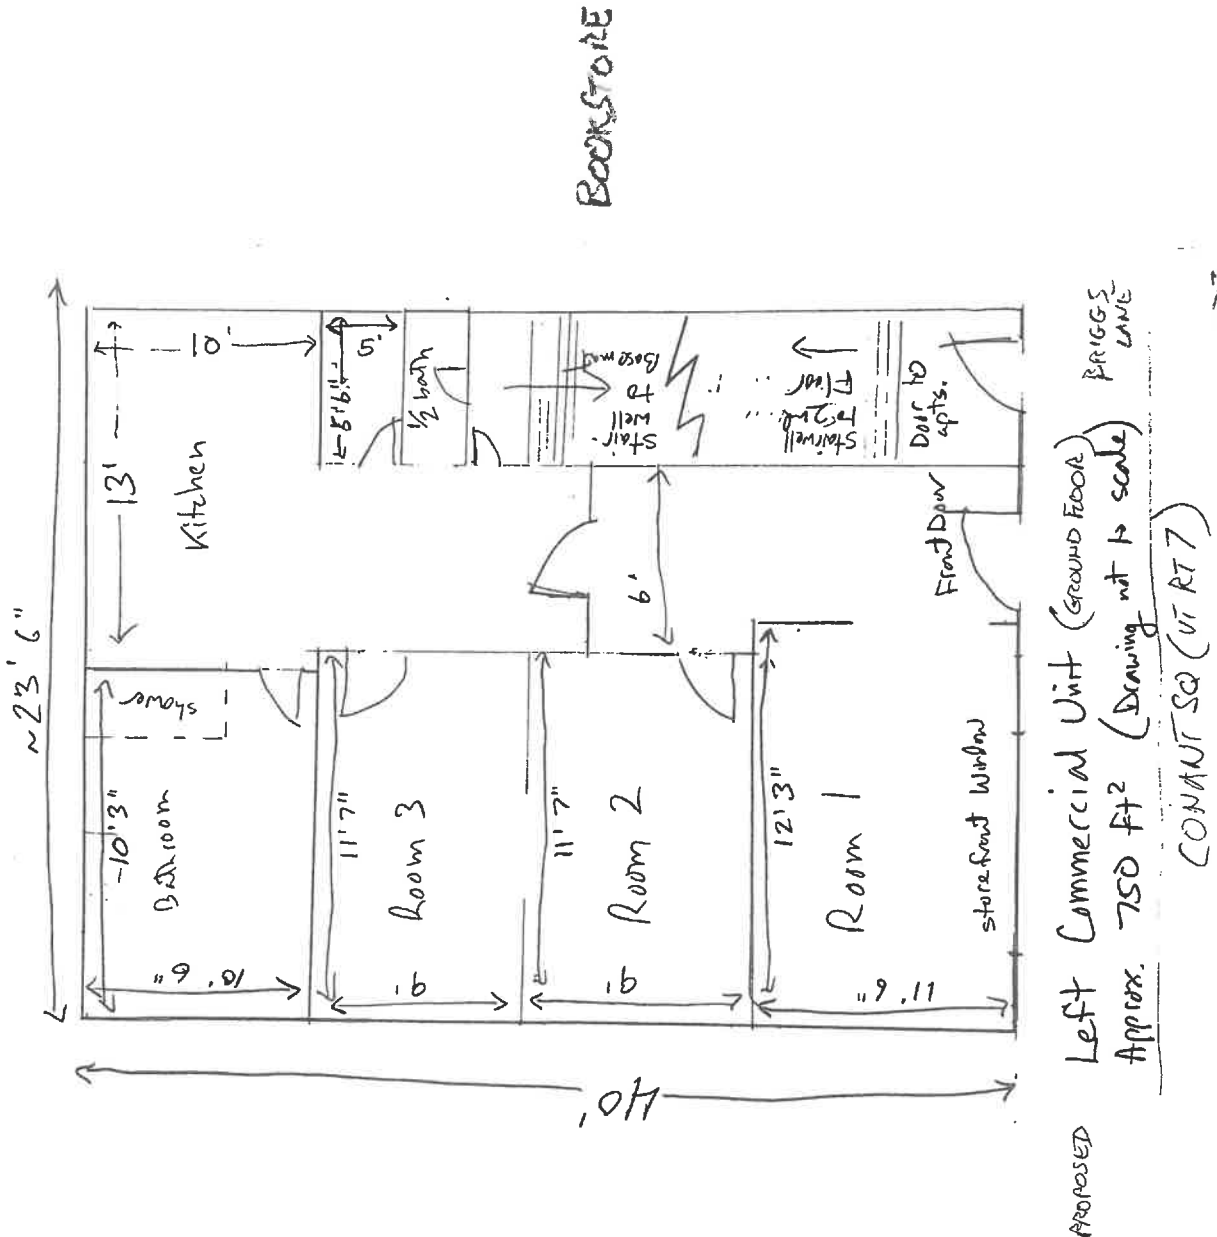 BOOKSTORE
~23' 6"
13'
10'
Kitchen
5'
8'6"
1/2 bath
Stair-
well
to
Basemen
Stairwell
to 2nd
Floor
Door to
apts.
6'
Front Door
shower
10'3"
Bathroom
10' 6"
11'7"
Room 3
9'
11'7"
Room 2
9'
12'3"
Room 1
11' 6"
storefront Window
40'
PROPOSED
Left Commercial Unit (GROUND FLOOR)
Approx. 750 Ft² (Drawing not to scale)
BRIGGS
LANE
CONANT SQ (VT RT 7)